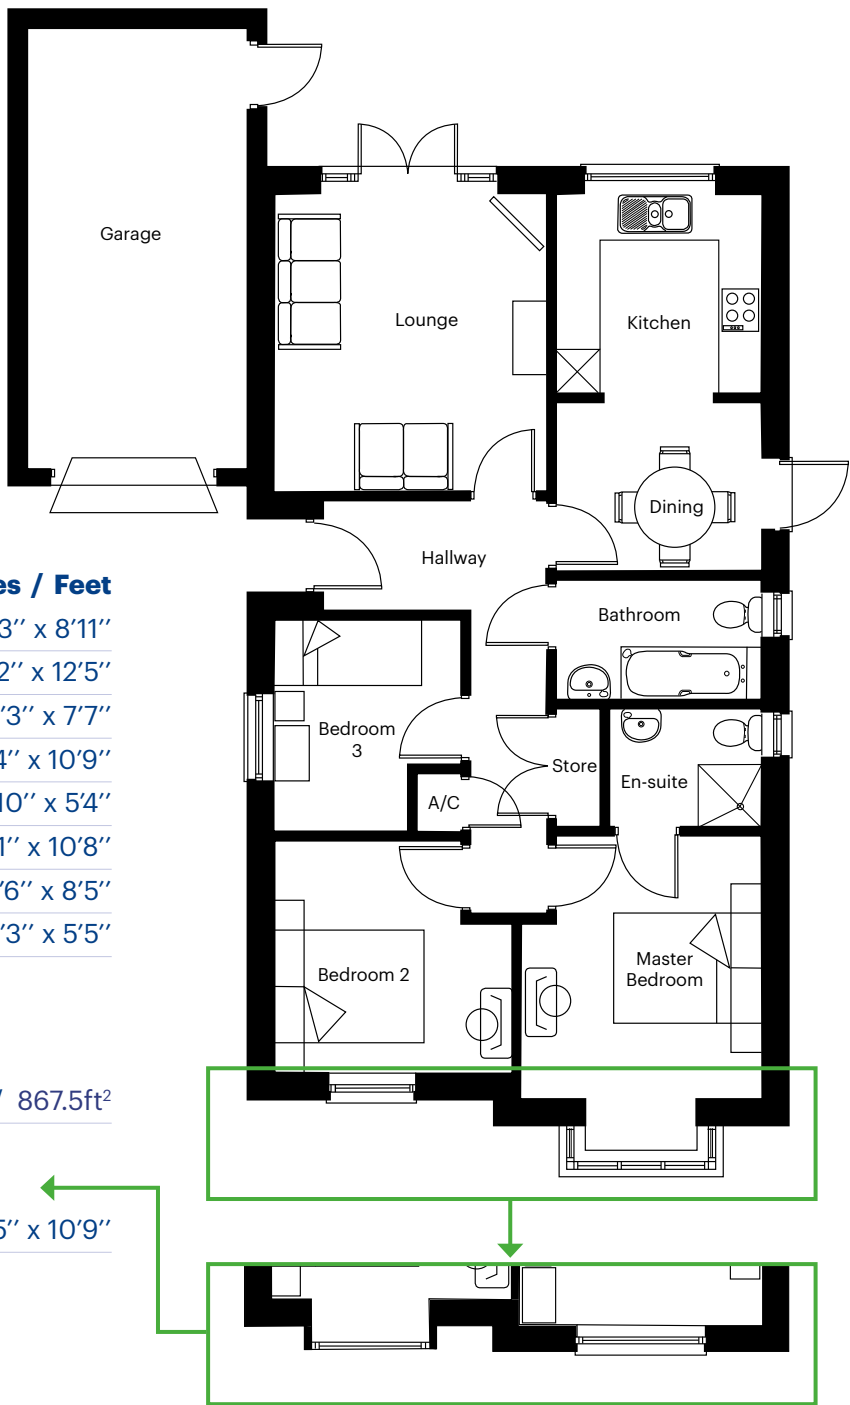 Garage
Lounge
Kitchen
Dining
Hallway
Bathroom
Bedroom
3
Store
En-suite
A/C
Bedroom 2
Master
Bedroom
es / Feet
3’’ x 8’11’’
2’’ x 12’5’’
’3’’ x 7’7’’
4’’ x 10’9’’
10’’ x 5’4’’
1’’ x 10’8’’
’6’’ x 8’5’’
’3’’ x 5’5’’
/ 867.5ft²
5’’ x 10’9’’